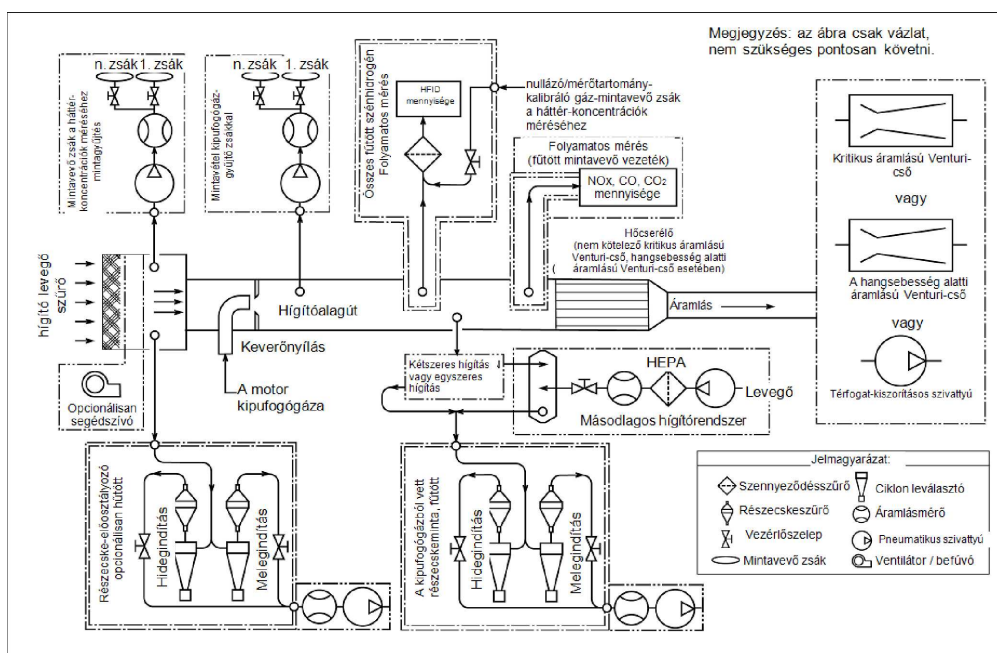 Megjegyzés: az ábra csak vázlat,
nem szükséges pontosan követni.
n. zsák 1. zsák
Mintavevő zsák a háttér-
koncentrációk méréséhez
mintagyűjtés
n. zsák 1. zsák
Mintavétel kipufogógáz-
gyűjtő zsákkal
Összes fűtött szénhidrogén
Folyamatos mérés
HFID
mennyisége
nullázó/mérőtartomány-
kalibráló gáz-mintavevő zsák
a háttér-koncentrációk
méréséhez
Folyamatos mérés
(fűtött mintavevő vezeték)
NOx, CO, CO2
mennyisége
Hőcserélő
(nem kötelező kritikus áramlású
Venturi-cső, hangsebesség alatti
( áramlású Venturi-cső esetében)
Kritikus áramlású Venturi-
cső
vagy
A hangsebesség alatti
áramlású Venturi-cső
vagy
Térfogat-kiszorításos szivattyú
hígító levegő
szűrő
Hígítóalagút
Áramlás
Keverőnyílás
A motor
kipufogógáza
Opcionálisan
segédszívó
Kétszeres hígítás
vagy egyszeres
hígítás
HEPA
Levegő
Másodlagos hígítórendszer
Részecske-előosztályozó
opcionálisan hűtött
Hidegindítás
Melegindítás
A kipufogógázból vett
részecskeminta, fűtött
Hidegindítás
Melegindítás
Jelmagyarázat:
Szennyeződésszűrő
Ciklon leválasztó
Részecskeszűrő
Áramlásmérő
Vezérlőszelep
Pneumatikus szivattyú
Mintavevő zsák
Ventilátor / befúvó